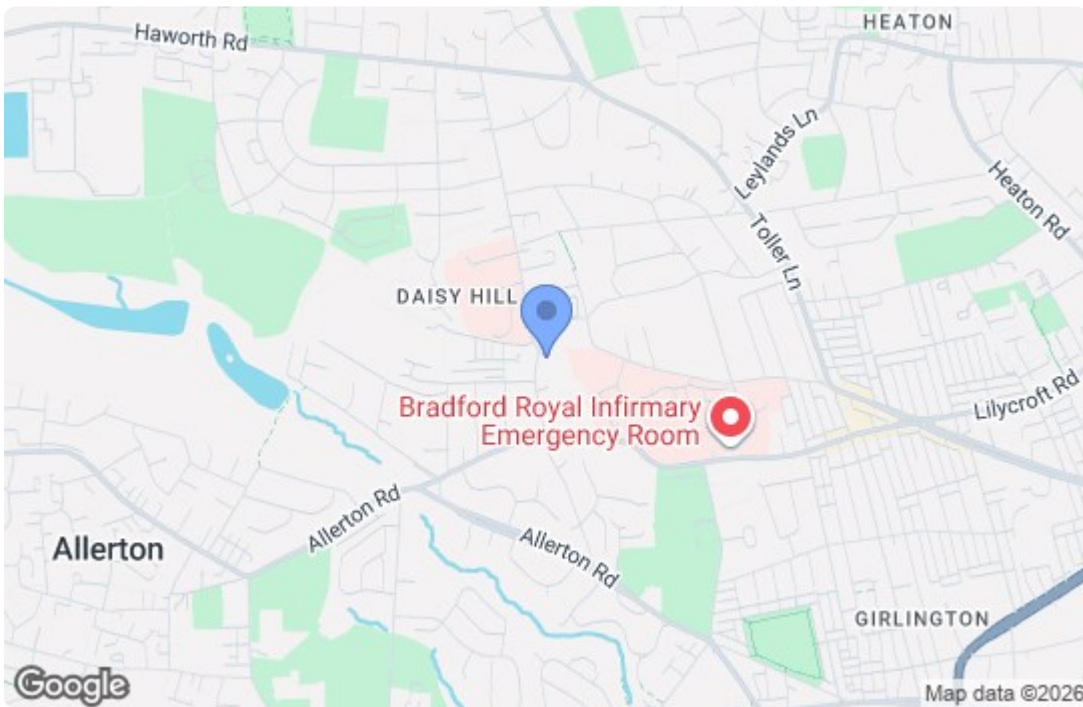 HEATON
Haworth Rd
Leylands Ln
Heaton Rd
Toller Ln
DAISY HILL
Lilycroft Rd
Bradford Royal Infirmary
Emergency Room
Allerton Rd
Allerton
Allerton Rd
GIRLINGTON
Google
Map data ©2026